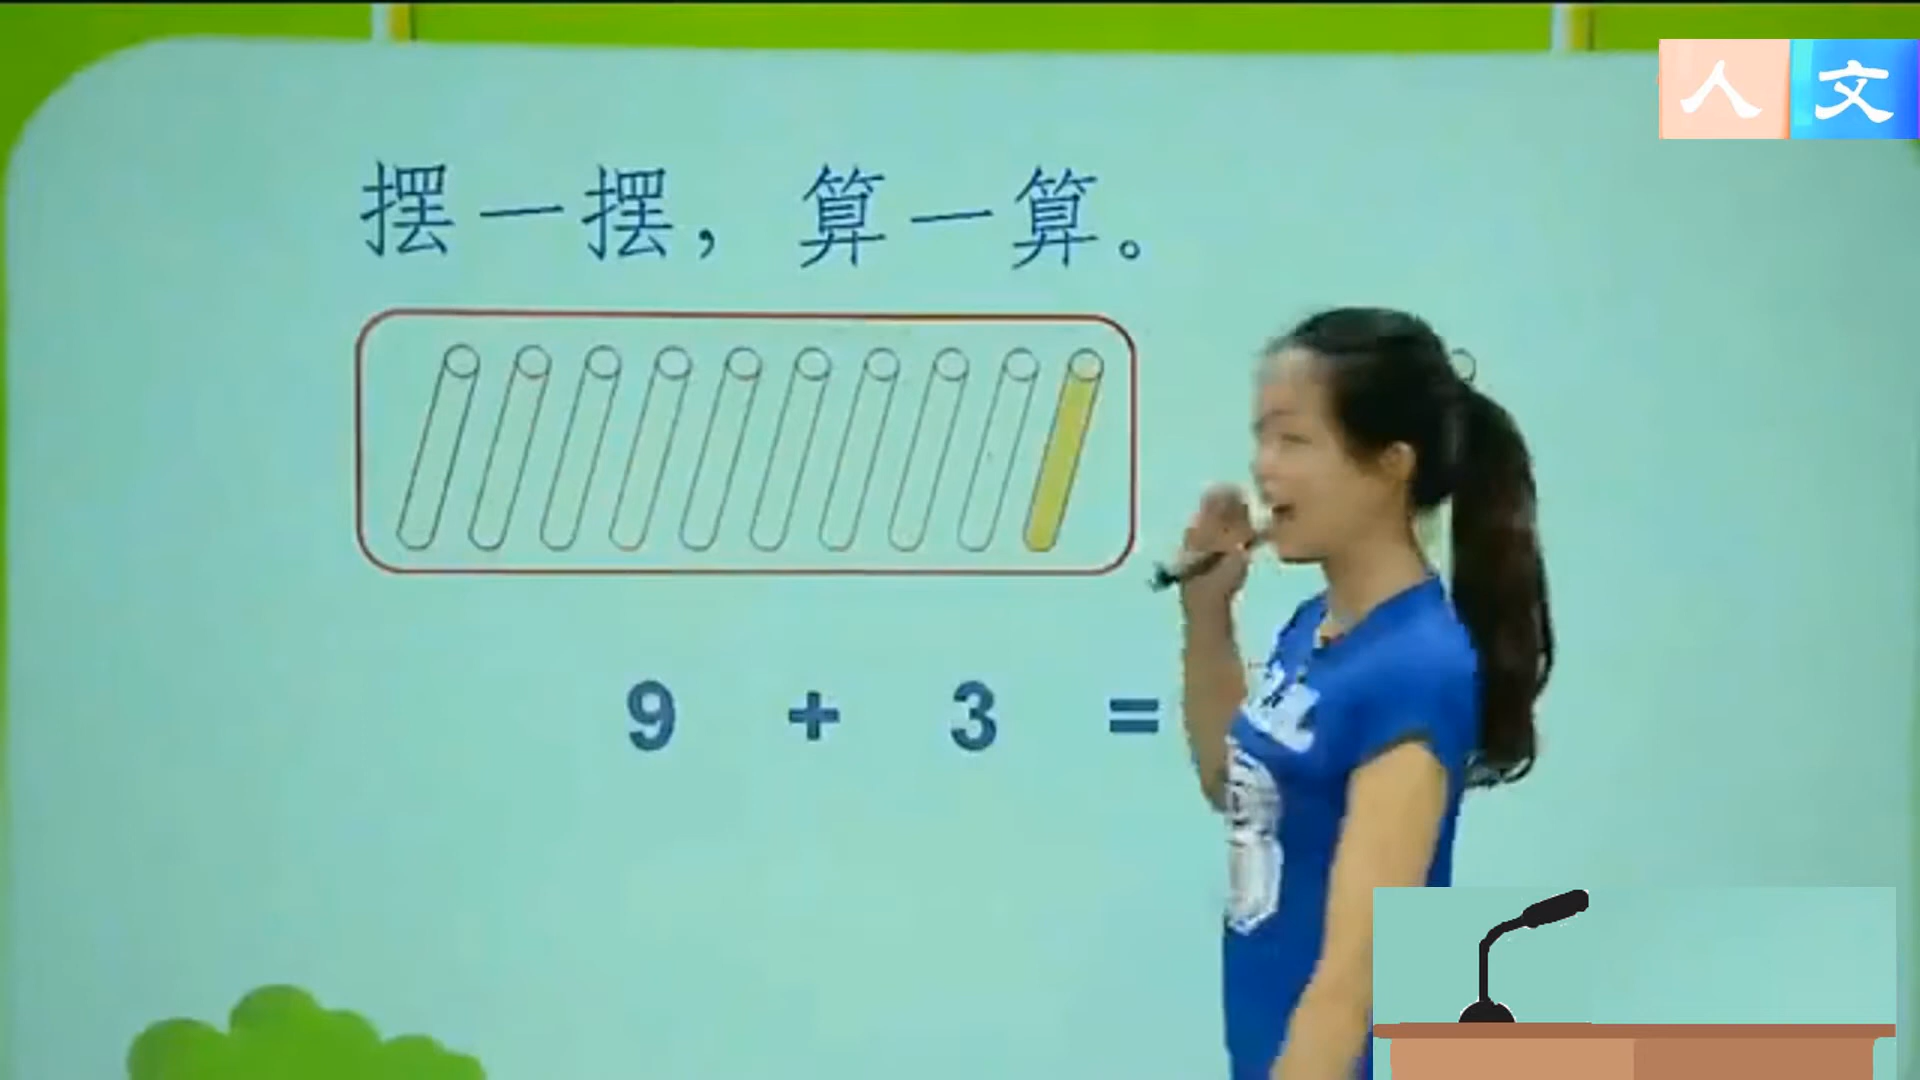 人文
摆一摆，算一算。
9 + 3 =